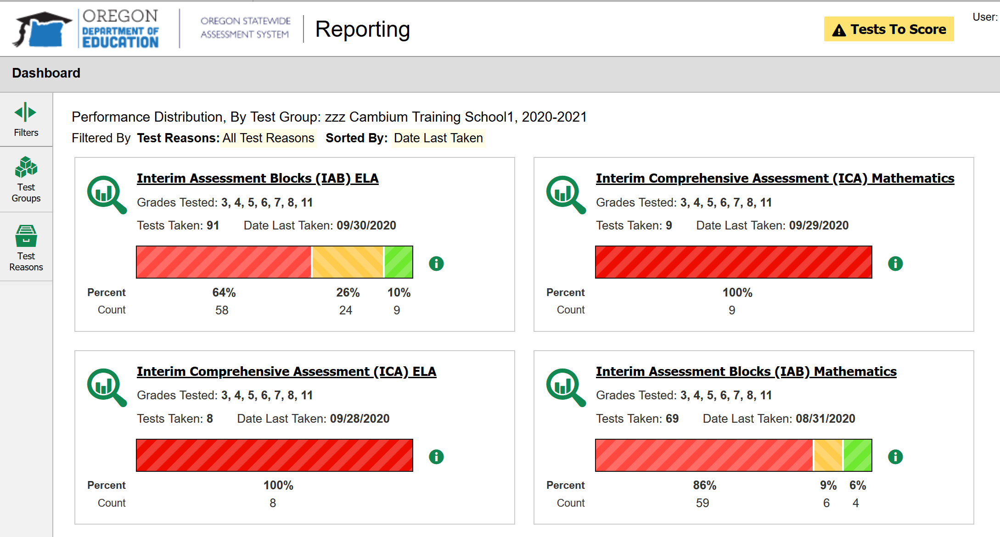 OREGON
DEPARTMENT OF
EDUCATION
OREGON STATEWIDE
ASSESSMENT SYSTEM
Reporting
Tests To Score
User:
Dashboard
Filters
Test
Groups
Test
Reasons
Performance Distribution, By Test Group: zzz Cambium Training School1, 2020-2021
Filtered By Test Reasons: All Test Reasons Sorted By: Date Last Taken
Interim Assessment Blocks (IAB) ELA
Grades Tested: 3, 4, 5, 6, 7, 8, 11
Tests Taken: 91 Date Last Taken: 09/30/2020
Percent 64% 26% 10%
Count 58 24 9
Interim Comprehensive Assessment (ICA) Mathematics
Grades Tested: 3, 4, 5, 6, 7, 8, 11
Tests Taken: 9 Date Last Taken: 09/29/2020
Percent 100%
Count 9
Interim Comprehensive Assessment (ICA) ELA
Grades Tested: 3, 4, 5, 6, 7, 8, 11
Tests Taken: 8 Date Last Taken: 09/28/2020
Percent 100%
Count 8
Interim Assessment Blocks (IAB) Mathematics
Grades Tested: 3, 4, 5, 6, 7, 8, 11
Tests Taken: 69 Date Last Taken: 08/31/2020
Percent 86% 9% 6%
Count 59 6 4